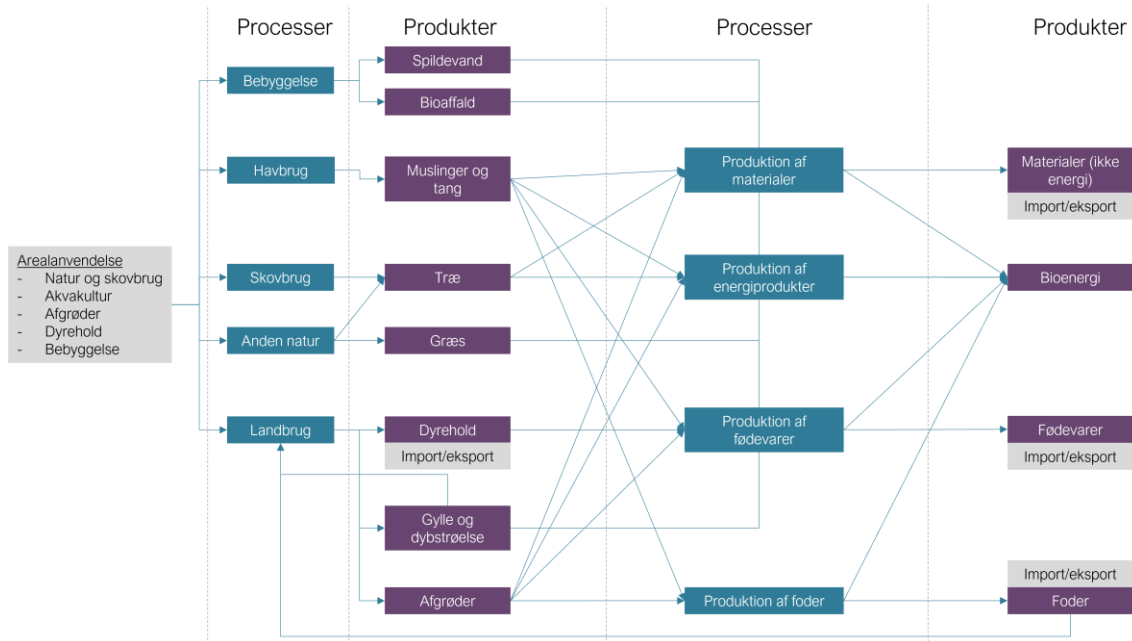 Processer
Produkter
Processer
Produkter
Arealanvendelse
- Natur og skovbrug
- Akvakultur
- Afgrøder
- Dyrehold
- Bebyggelse
Bebyggelse
Havbrug
Skovbrug
Anden natur
Landbrug
Spildevand
Bioaffald
Muslinger og
tang
Træ
Græs
Dyrehold
Import/eksport
Gylle og
dybstrøelse
Afgrøder
Produktion af
materialer
Produktion af
energiprodukter
Produktion af
fødevarer
Produktion af foder
Materialer (ikke
energi)
Import/eksport
Bioenergi
Fødevarer
Import/eksport
Import/eksport
Foder